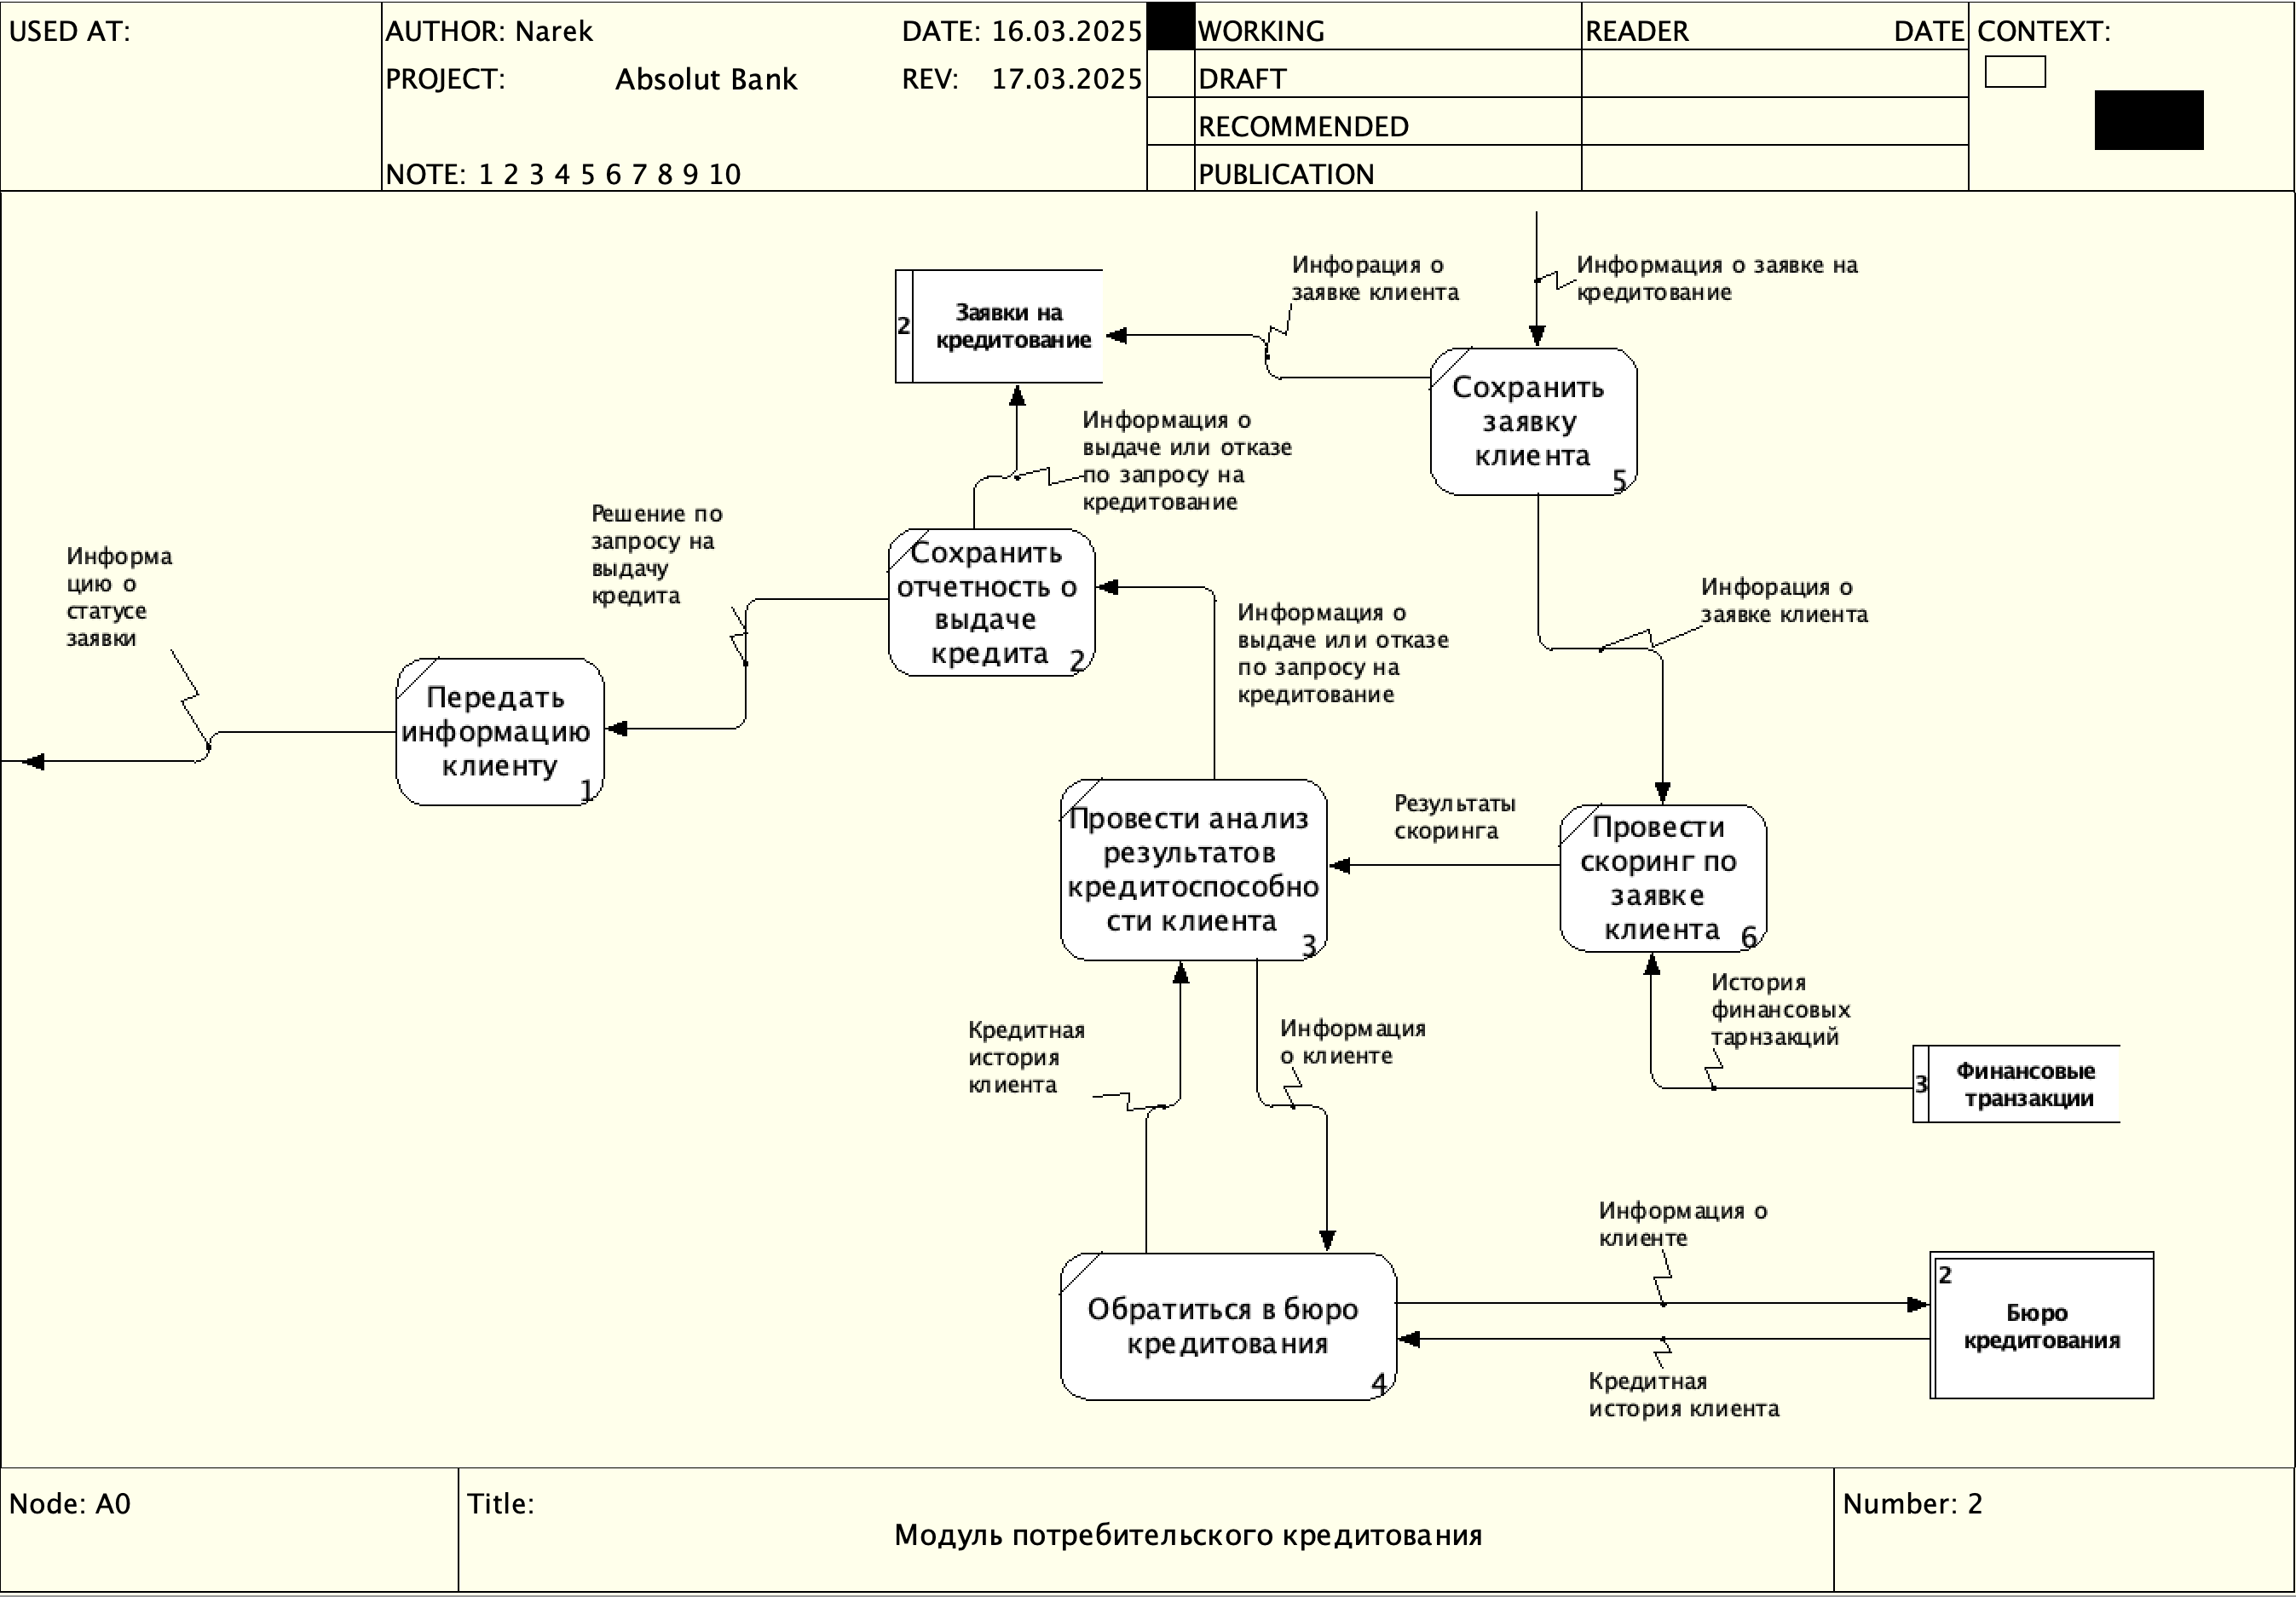 USED AT:
AUTHOR: Narek
DATE: 16.03.2025
PROJECT: Absolut Bank
REV: 17.03.2025
NOTE: 1 2 3 4 5 6 7 8 9 10
WORKING
DRAFT
RECOMMENDED
PUBLICATION
READER
DATE
CONTEXT:
Инфорация о
заявке клиента
Информация о заявке на
кредитование
2
Заявки на
кредитование
Сохранить
заявку
клиента
5
Информация о
выдаче или отказе
по запросу на
кредитование
Решение по
запросу на
выдачу
кредита
Информа
цию о
статусе
заявки
Сохранить
отчетность о
выдаче
кредита
2
Инфорация о
заявке клиента
Информация о
выдаче или отказе
по запросу на
кредитование
Передать
информацию
клиенту
1
Провести анализ
результатов
кредитоспособно
сти клиента
3
Результаты
скоринга
Провести
скоринг по
заявке
клиента
6
История
финансовых
тарнзакций
Кредитная
история
клиента
Информация
о клиенте
3
Финансовые
транзакции
Информация о
клиенте
Обратиться в бюро
кредитования
4
2
Бюро
кредитования
Кредитная
история клиента
Node: A0
Title:
Модуль потребительского кредитования
Number: 2